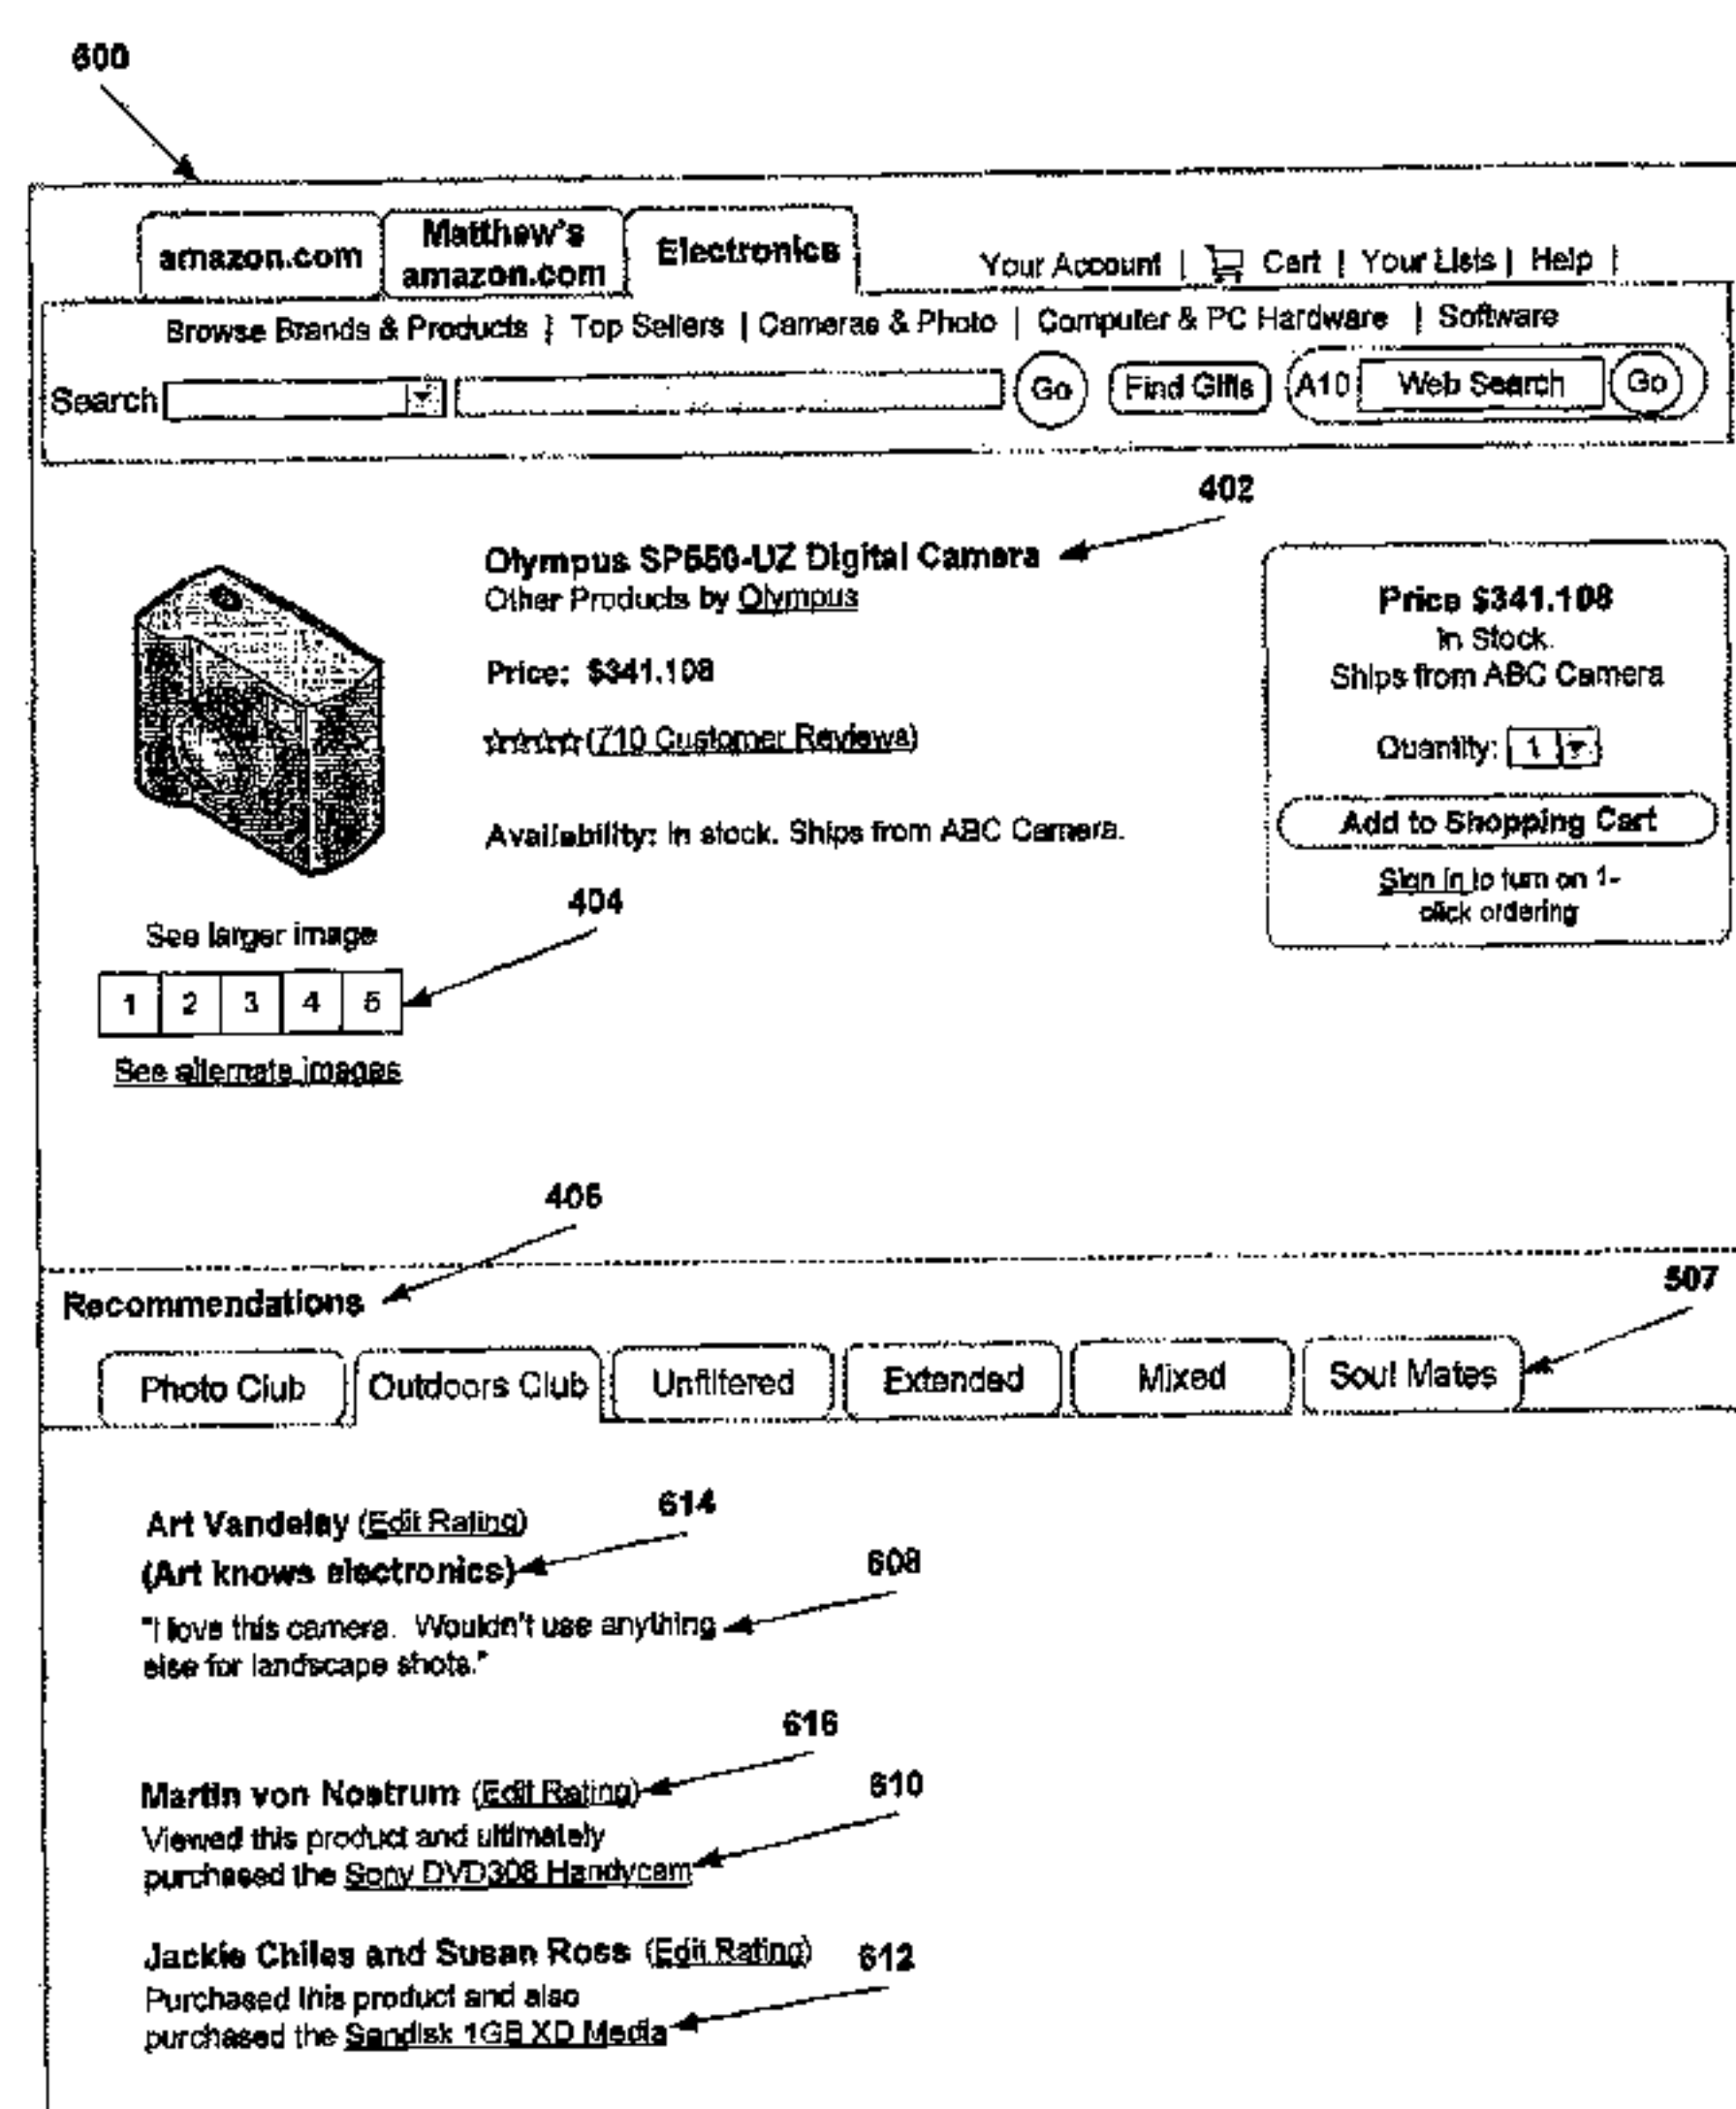 600
amazon.com
Matthew's
amazon.com
Electronics
Your Account | Cart | Your Lists | Help |
Browse Brands & Products | Top Sellers | Cameras & Photo | Computer & PC Hardware | Software
Search Go Find Gifts A10 Web Search Go
402
Olympus SP550-UZ Digital Camera
Other Products by Olympus
Price: $341.108
(710 Customer Reviews)
Availability: In stock. Ships from ABC Camera.
Price $341.108
In Stock.
Ships from ABC Camera
Quantity: 1
Add to Shopping Cart
Sign in to turn on 1-
click ordering
404
See larger image
1 2 3 4 5
See alternate images
406
Recommendations
507
Photo Club Outdoors Club Unfiltered Extended Mixed Soul Mates
Art Vandelay (Edit Rating)
614
(Art knows electronics)
608
"I love this camera. Wouldn't use anything
else for landscape shots."
616
Martin von Nostrum (Edit Rating)
610
Viewed this product and ultimately
purchased the Sony DVD308 Handycam
Jackie Chiles and Susan Ross (Edit Rating)
612
Purchased this product and also
purchased the Sandisk 1GB XD Media